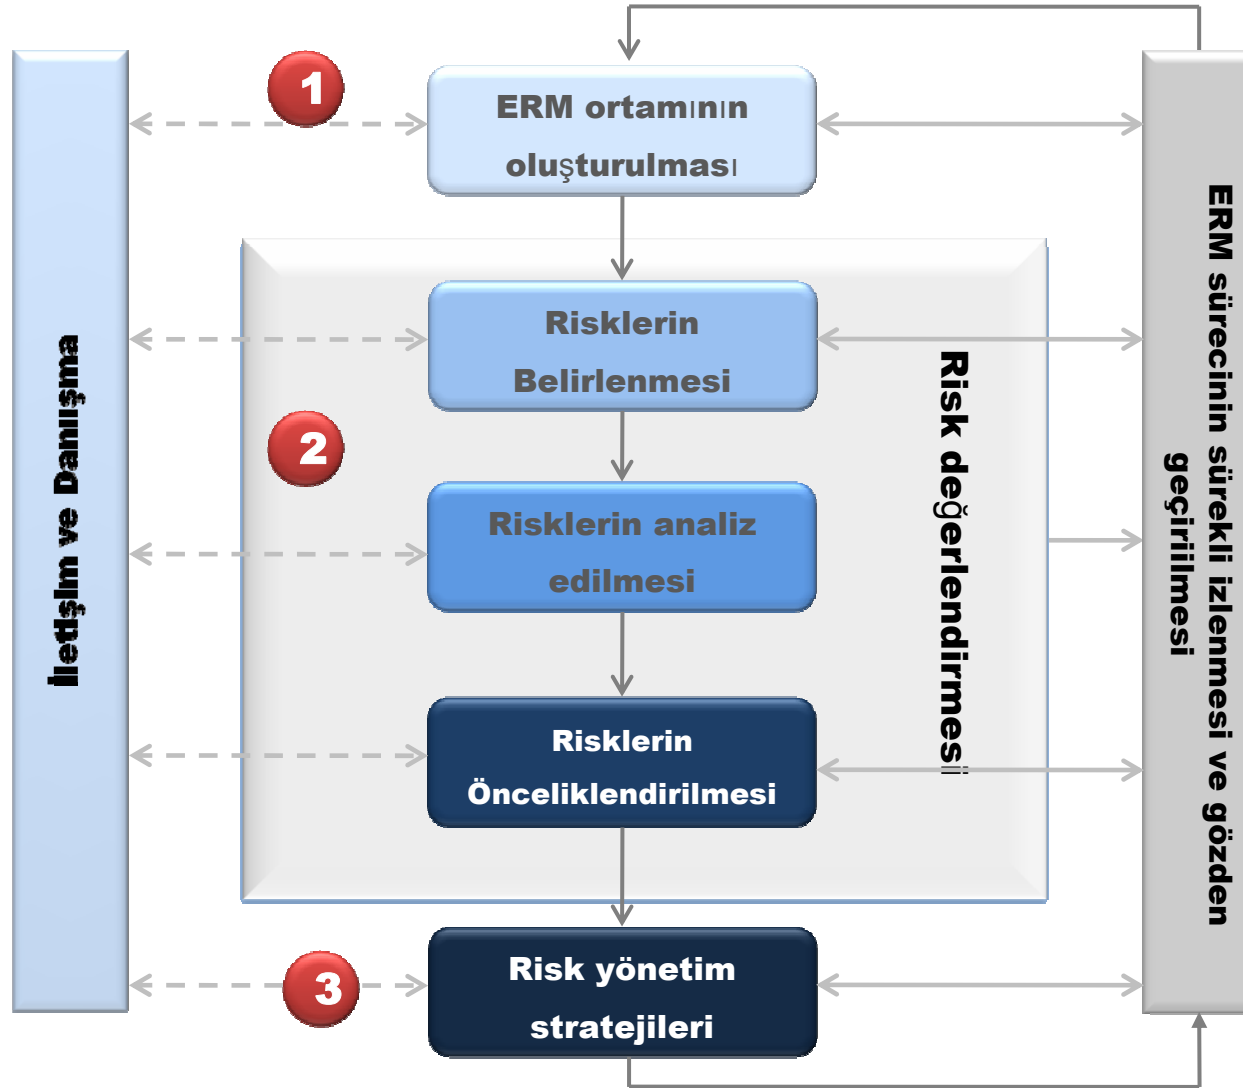 1
ERM ortamının
oluşturulması
Risklerin
Belirlenmesi
2
Risklerin analiz
edilmesi
Risklerin
Önceliklendirilmesi
3
Risk yönetim
stratejileri
İletişim ve Danışma
Risk değerlendirmesi
ERM sürecinin sürekli izlenmesi ve gözden
geçiriilmesi